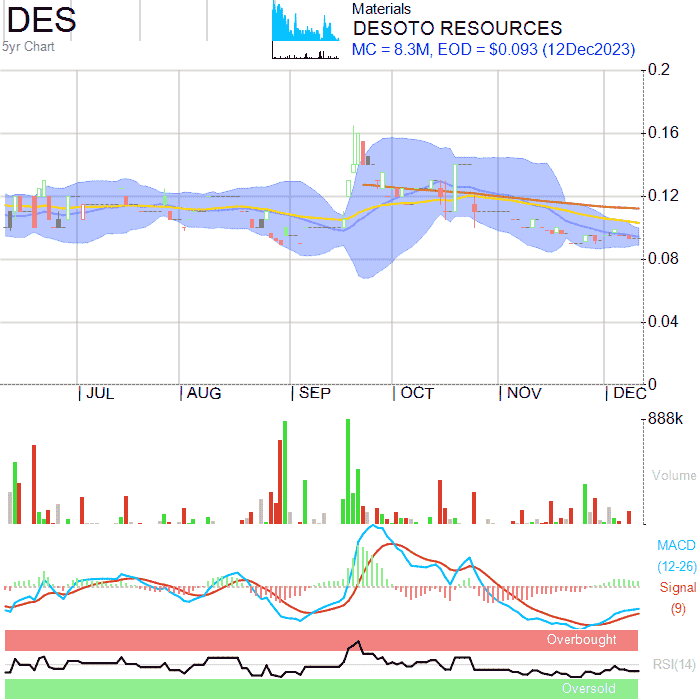 DES
5yr Chart
Materials
DESOTO RESOURCES
MC = 8.3M, EOD = $0.093 (12Dec2023)
0.2
0.16
0.12
0.08
0.04
0
JUL AUG SEP OCT NOV DEC
888k
Volume
MACD
(12-26)
Signal
(9)
Overbought
RSI(14)
Oversold